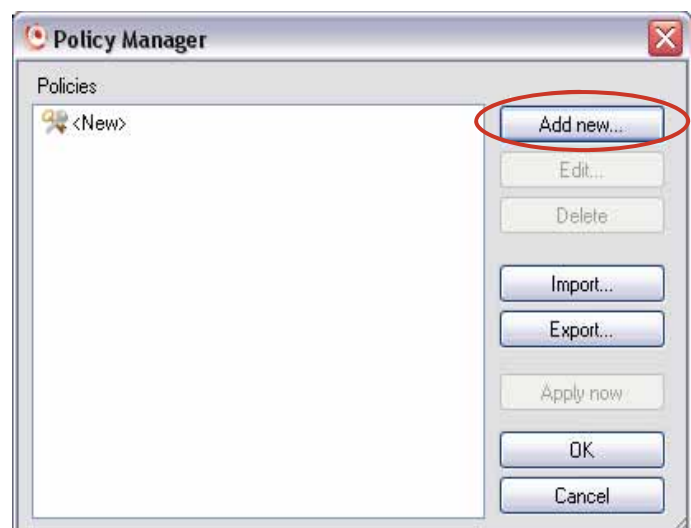 Policy Manager
Policies
<New>
Add new...
Edit...
Delete
Import...
Export...
Apply now
OK
Cancel